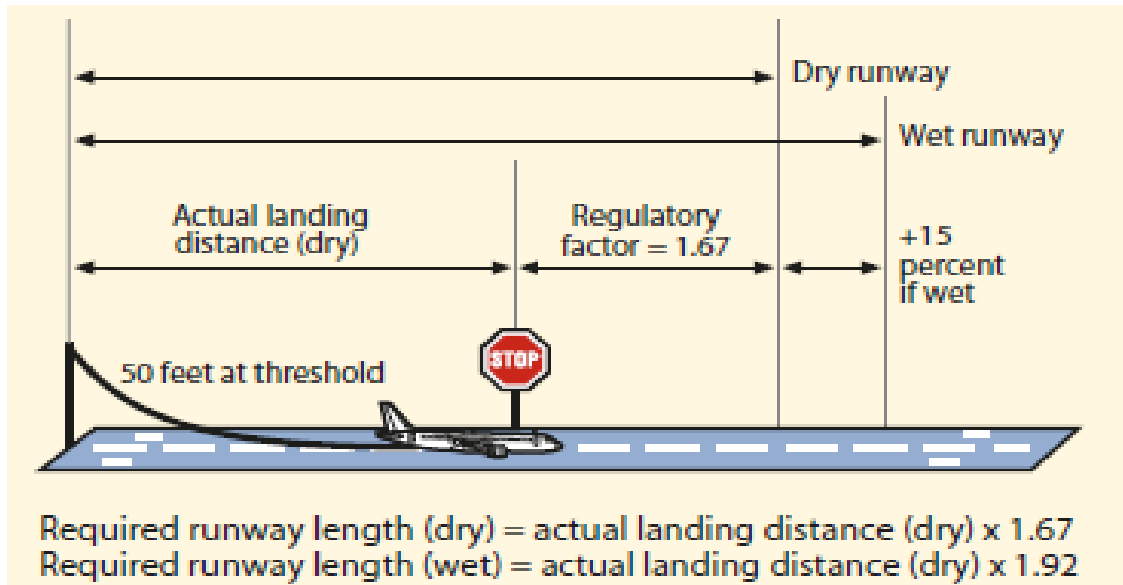 Dry runway
Wet runway
Actual landing
distance (dry)
Regulatory
factor = 1.67
+15
percent
if wet
STOP
50 feet at threshold
Required runway length (dry) = actual landing distance (dry) x 1.67
Required runway length (wet) = actual landing distance (dry) x 1.92